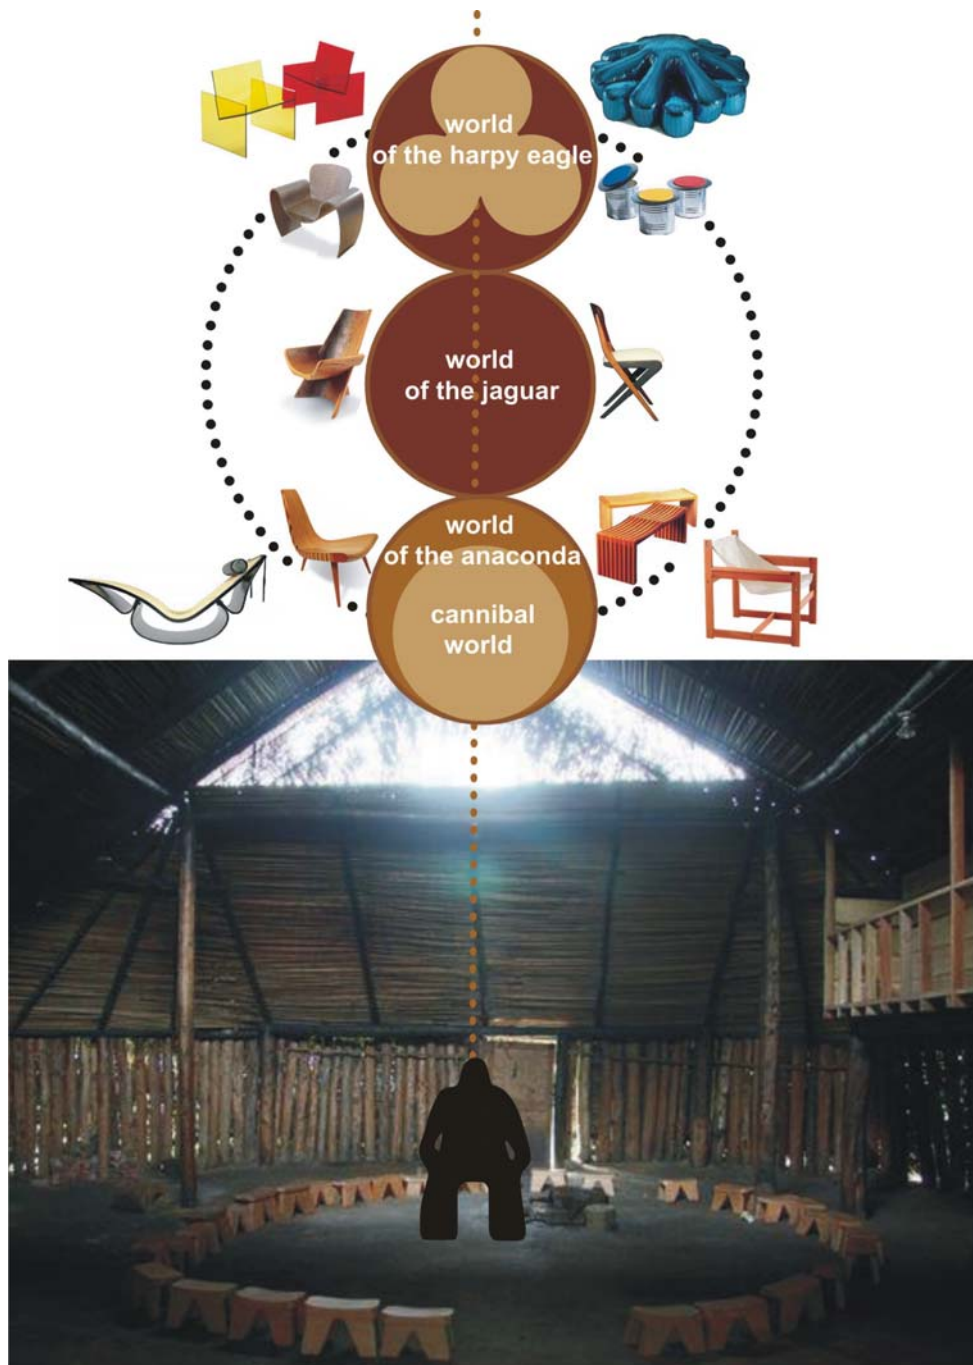 world
of the harpy eagle
world
of the jaguar
world
of the anaconda
cannibal
world